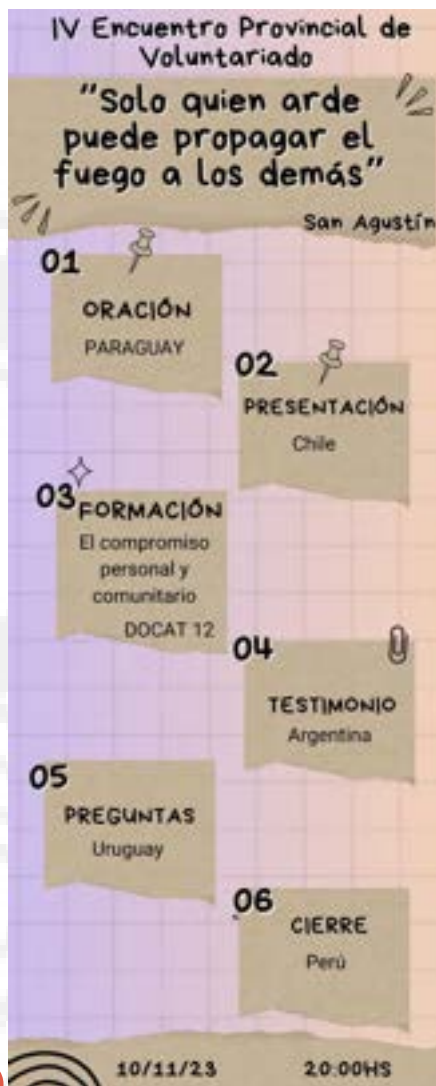 IV Encuentro Provincial de
Voluntariado
"Solo quien arde
puede propagar el
fuego a los demás"
San Agustín
01
ORACIÓN
PARAGUAY
02
PRESENTACIÓN
Chile
03
FORMACIÓN
El compromiso
personal y
comunitario
DOCAT 12
04
TESTIMONIO
Argentina
05
PREGUNTAS
Uruguay
06
CIERRE
Perú
10/11/23 20:00HS